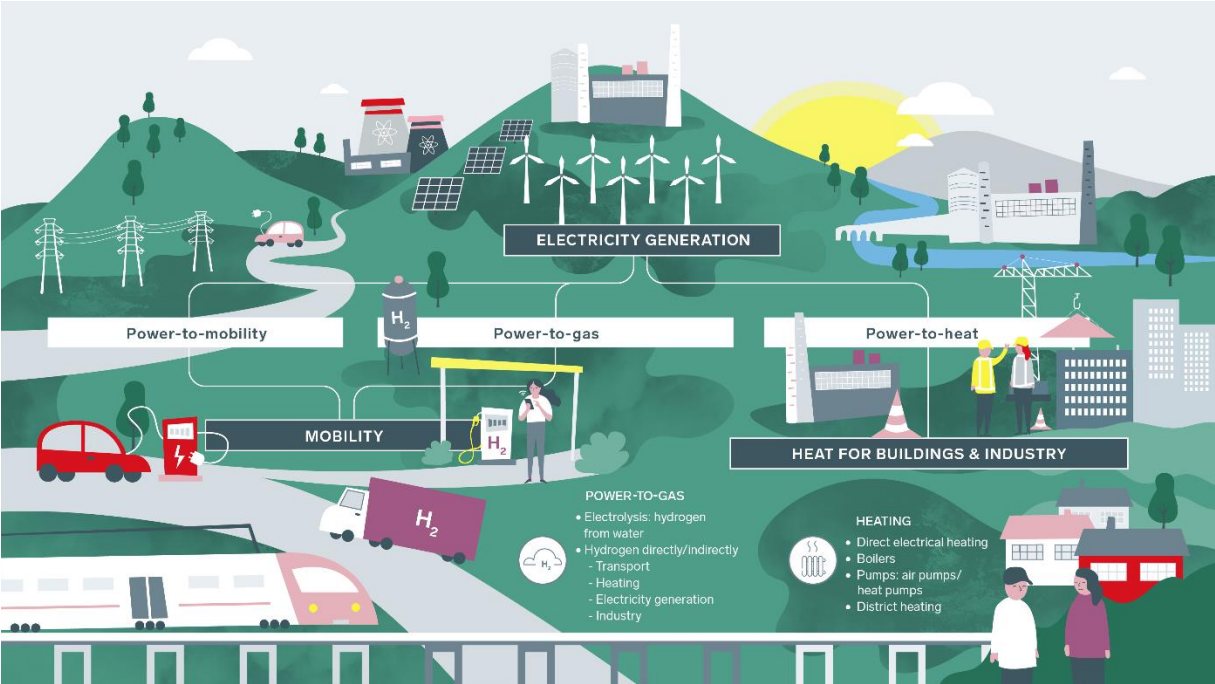 ELECTRICITY GENERATION
Power-to-mobility
H₂
Power-to-gas
Power-to-heat
MOBILITY
H₂
HEAT FOR BUILDINGS & INDUSTRY
H₂
POWER-TO-GAS
• Electrolysis: hydrogen
from water
• Hydrogen directly/indirectly
- Transport
- Heating
- Electricity generation
- Industry
H₂
HEATING
• Direct electrical heating
• Boilers
• Pumps: air pumps/
heat pumps
• District heating